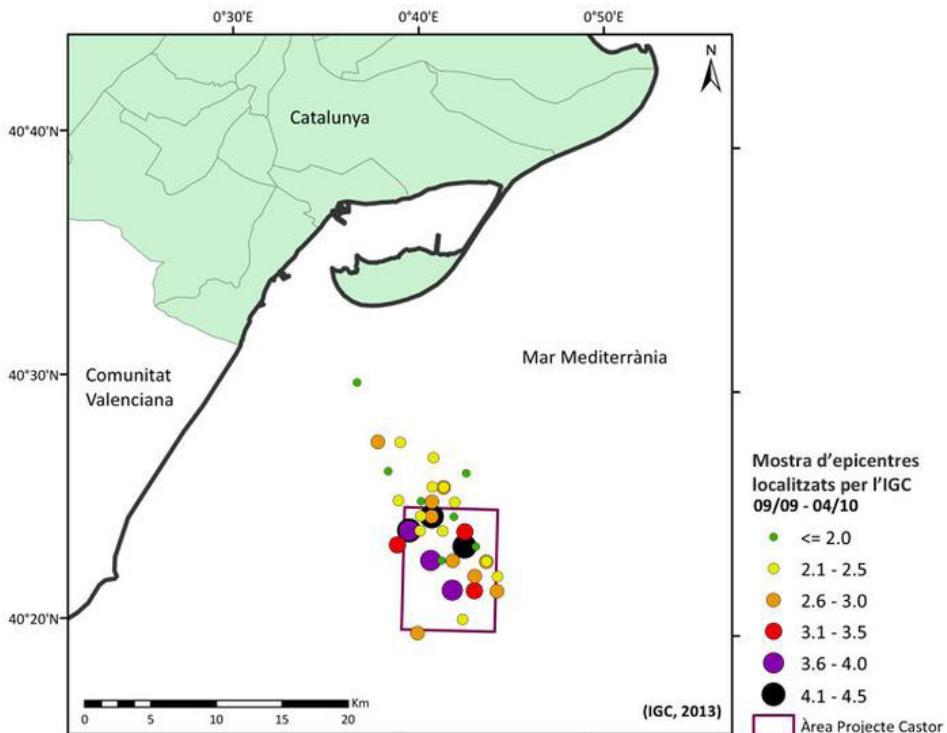 0°30'E
0°40'E
0°50'E
N
40°40'N
Catalunya
40°30'N
Comunitat
Valenciana
Mar Mediterrània
40°20'N
Mostra d'epicentres
localitzats per l'IGC
09/09 - 04/10
<= 2.0
2.1 - 2.5
2.6 - 3.0
3.1 - 3.5
3.6 - 4.0
4.1 - 4.5
Àrea Projecte Castor
Km
0 5 10 20
(IGC, 2013)